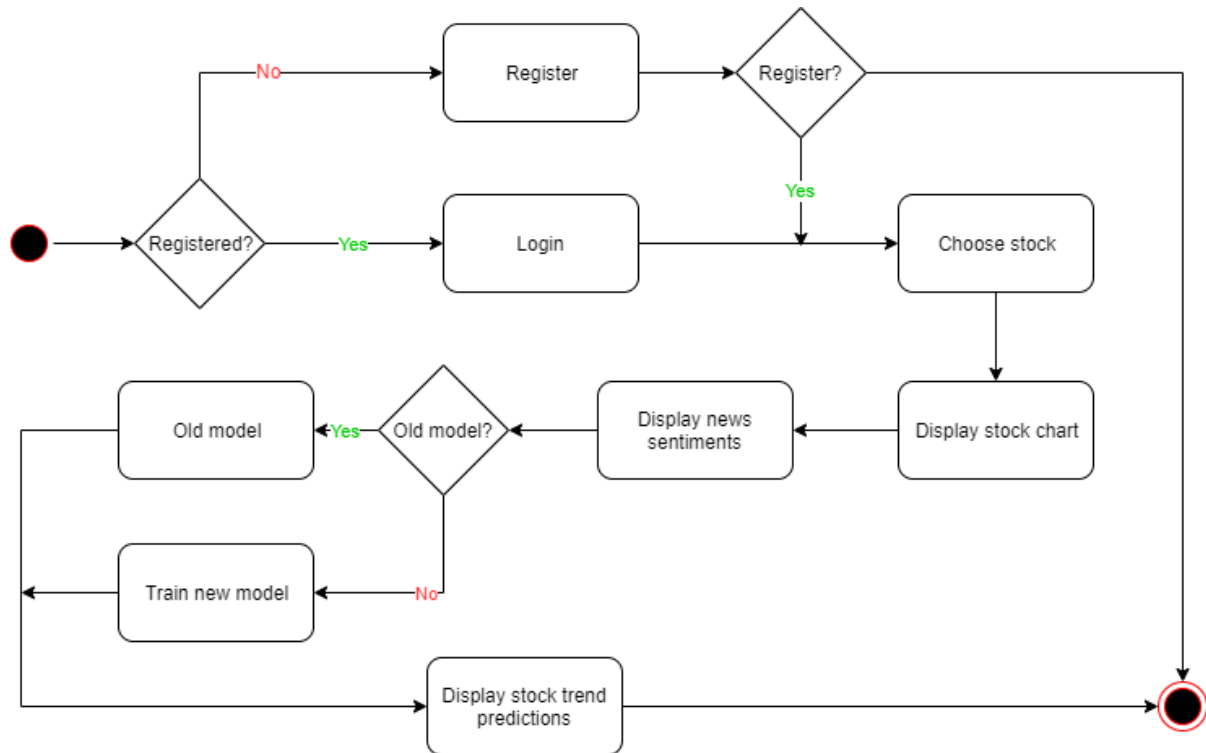 No
Register
Register?
Yes
Registered?
Yes
Login
Choose stock
Old model
Yes
Old model?
Display news
sentiments
Display stock chart
Train new model
No
Display stock trend
predictions